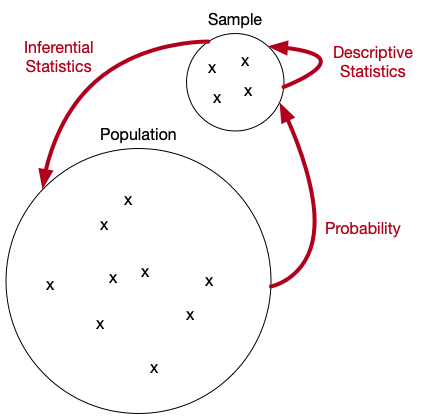 Sample
Inferential
Statistics
Descriptive
Statistics
x
x
x
x
Population
x
x
Probability
x
x
x
x
x
x
x